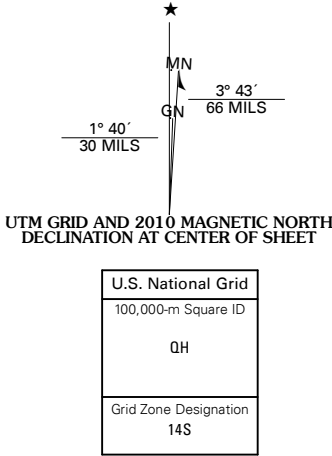 MN
3° 43´
66 MILS
GN
1° 40´
30 MILS
UTM GRID AND 2010 MAGNETIC NORTH
DECLINATION AT CENTER OF SHEET
U.S. National Grid
100,000-m Square ID
QH
Grid Zone Designation
14S